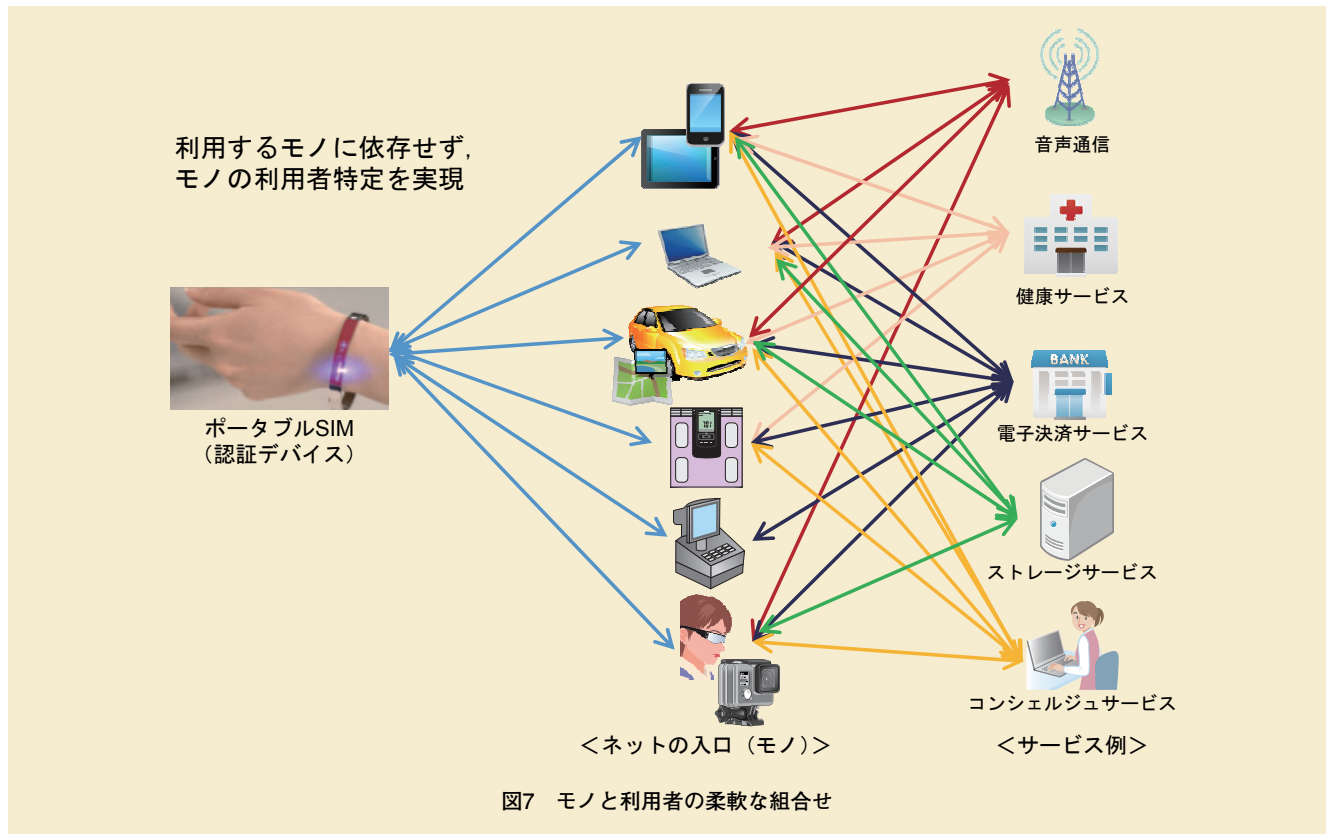 利用するモノに依存せず,
モノの利用者特定を実現
ポータブルSIM
（認証デバイス）
音声通信
健康サービス
BANK
電子決済サービス
ストレージサービス
コンシェルジュサービス
＜ネットの入口（モノ）＞
＜サービス例＞
図7　モノと利用者の柔軟な組合せ